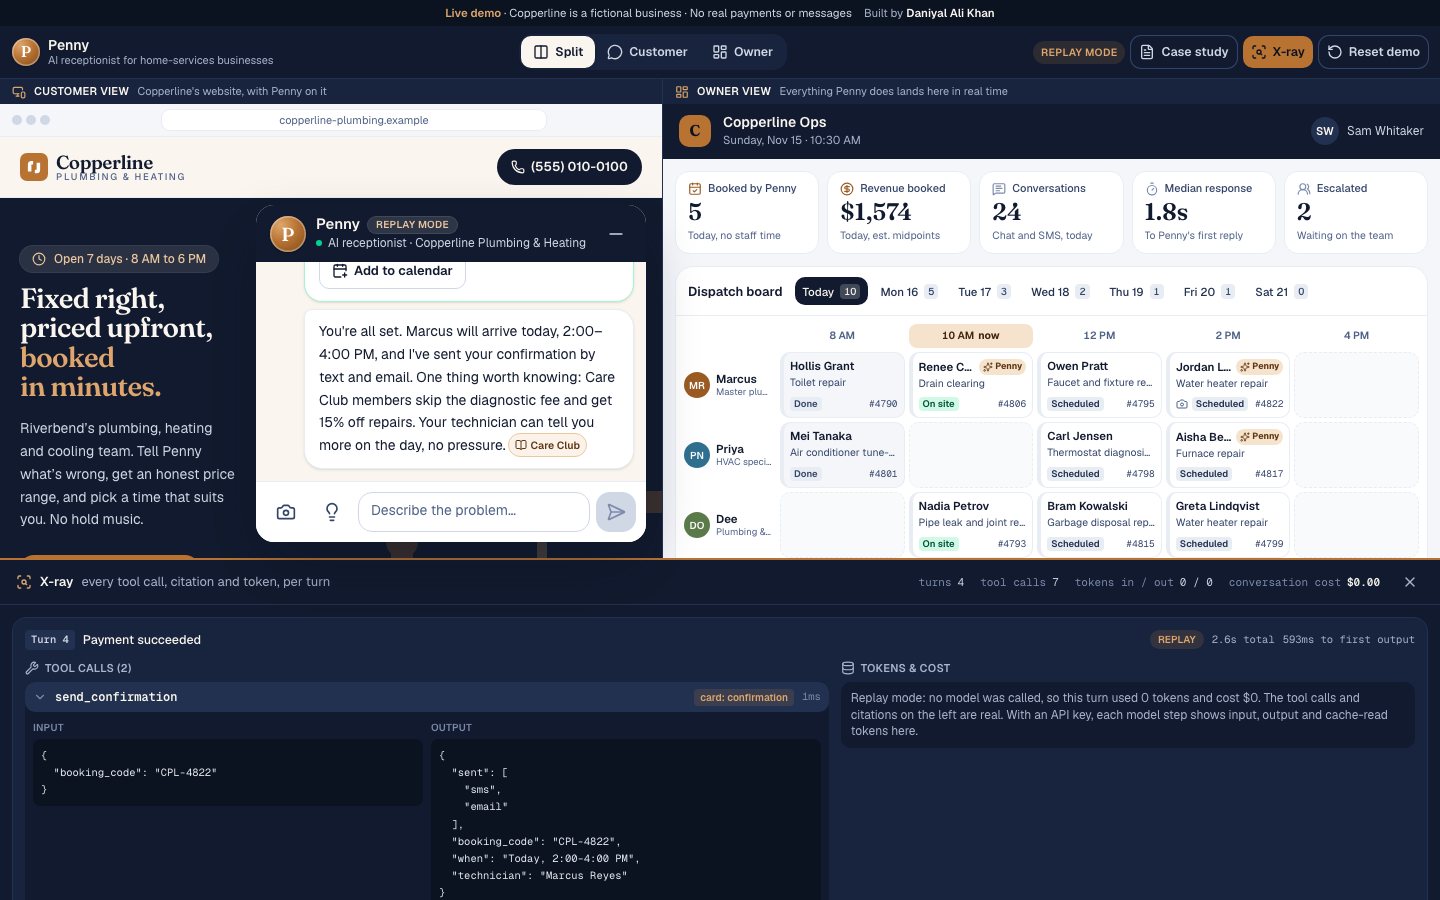 Live demo · Copperline is a fictional business · No real payments or messages Built by Daniyal Ali Khan
P
Penny
AI receptionist for home-services businesses
Split
Customer
Owner
REPLAY MODE
Case study
X-ray
Reset demo
CUSTOMER VIEW Copperline's website, with Penny on it
copperline-plumbing.example
Copperline
PLUMBING & HEATING
(555) 010-0100
Open 7 days · 8 AM to 6 PM
Fixed right,
priced upfront,
booked
in minutes.
Riverbend's plumbing, heating
and cooling team. Tell Penny
what's wrong, get an honest price
range, and pick a time that suits
you. No hold music.
P
Penny REPLAY MODE
AI receptionist · Copperline Plumbing & Heating
Add to calendar
You're all set. Marcus will arrive today, 2:00–
4:00 PM, and I've sent your confirmation by
text and email. One thing worth knowing: Care
Club members skip the diagnostic fee and get
15% off repairs. Your technician can tell you
more on the day, no pressure. Care Club
Describe the problem...
OWNER VIEW Everything Penny does lands here in real time
C
Copperline Ops
Sunday, Nov 15 · 10:30 AM
SW Sam Whitaker
Booked by Penny
5
Today, no staff time
Revenue booked
$1,574
Today, est. midpoints
Conversations
24
Chat and SMS, today
Median response
1.8s
To Penny's first reply
Escalated
2
Waiting on the team
Dispatch board Today 10 Mon 16 5 Tue 17 3 Wed 18 2 Thu 19 1 Fri 20 1 Sat 21 0
8 AM 10 AM now 12 PM 2 PM 4 PM
MR Marcus
Master plu...
Hollis Grant
Toilet repair
Done #4790
Renee C... Penny
Drain clearing
On site #4806
Owen Pratt
Faucet and fixture re...
Scheduled #4795
Jordan L... Penny
Water heater repair
Scheduled #4822
PN Priya
HVAC speci...
Mei Tanaka
Air conditioner tune-...
Done #4801
Carl Jensen
Thermostat diagnosi...
Scheduled #4798
Aisha Be... Penny
Furnace repair
Scheduled #4817
DO Dee
Plumbing &...
Nadia Petrov
Pipe leak and joint re...
On site #4793
Bram Kowalski
Garbage disposal rep...
Scheduled #4815
Greta Lindqvist
Water heater repair
Scheduled #4799
X-ray every tool call, citation and token, per turn
turns 4 tool calls 7 tokens in / out 0 / 0 conversation cost $0.00
Turn 4 Payment succeeded
REPLAY 2.6s total 593ms to first output
TOOL CALLS (2)
send_confirmation card: confirmation 1ms
INPUT
{
"booking_code": "CPL-4822"
}
OUTPUT
{
"sent": [
"sms",
"email"
],
"booking_code": "CPL-4822",
"when": "Today, 2:00–4:00 PM",
"technician": "Marcus Reyes"
}
TOKENS & COST
Replay mode: no model was called, so this turn used 0 tokens and cost $0. The tool calls and
citations on the left are real. With an API key, each model step shows input, output and cache-read
tokens here.